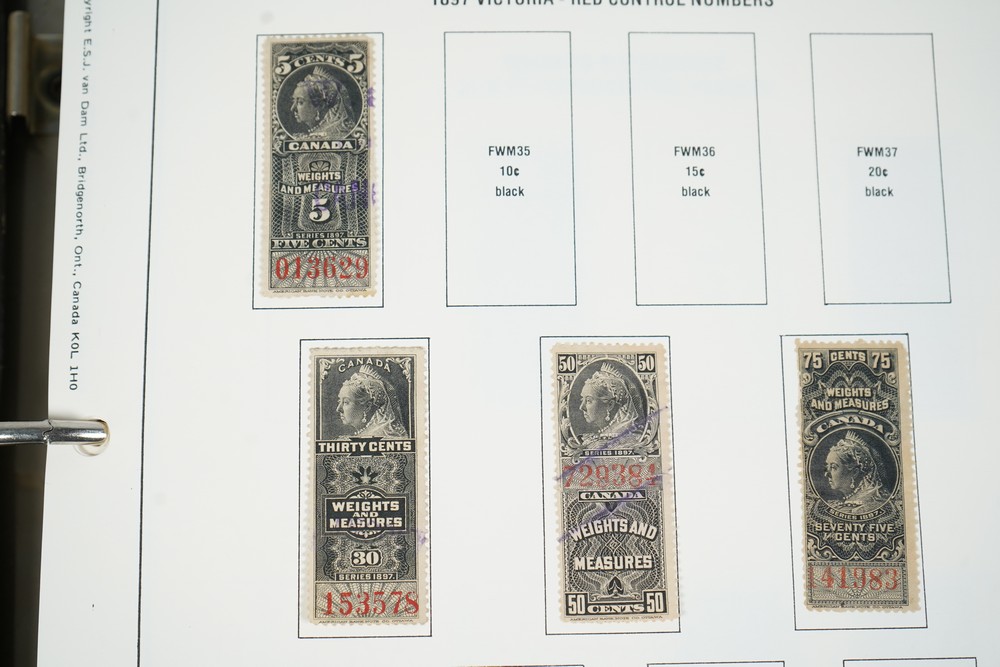 1897 VICTORIA - RED CONTROL NUMBERS
yright E.S.J. van Dam Ltd., Bridgenorth, Ont., Canada K0L 1H0
5 CENTS 5
CANADA
WEIGHTS
AND MEASURES
5
SERIES 1897.
FIVE CENTS
013629
FWM35
10¢
black
FWM36
15¢
black
FWM37
20¢
black
CANADA
THIRTY CENTS
WEIGHTS
AND
MEASURES
30
SERIES 1897.
153578
50 50
SERIES 1897.
729384
CANADA
WEIGHTS AND
MEASURES
50 CENTS 50
75 CENTS 75
WEIGHTS
AND MEASURES
CANADA
SERIES 1897.
SEVENTY FIVE
CENTS
141983